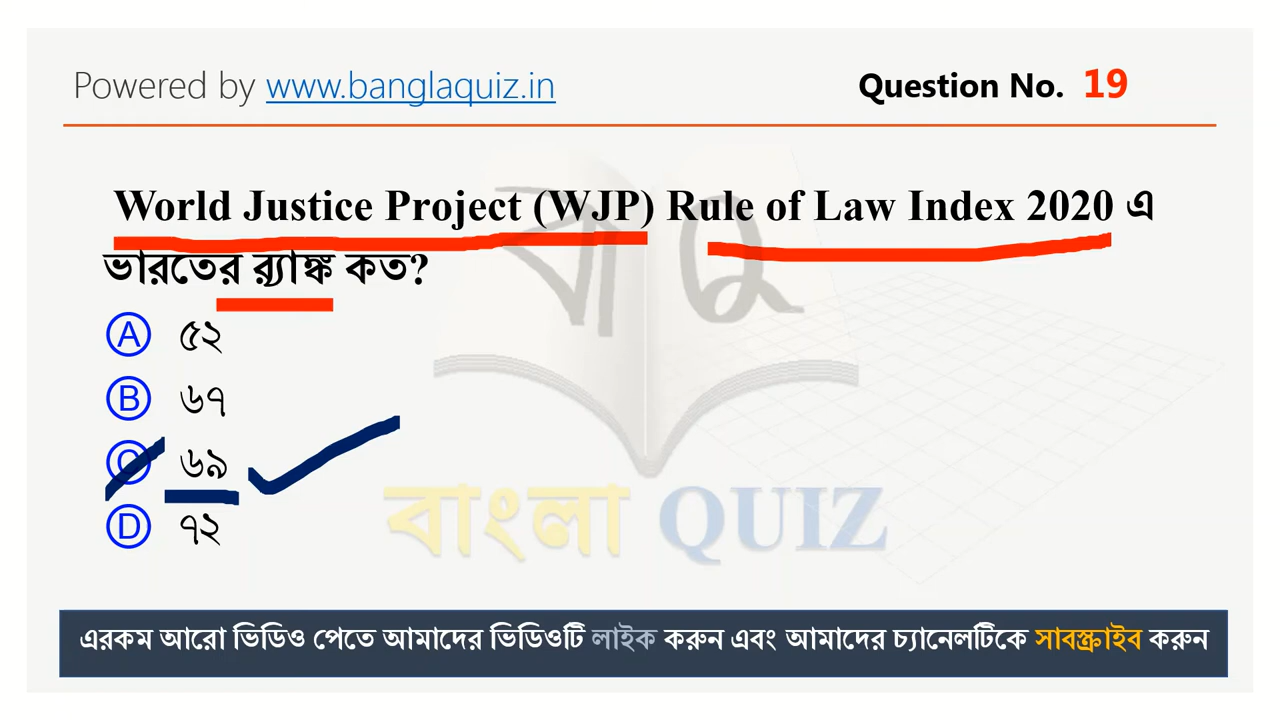 Powered by www.banglaquiz.in
Question No. 19
World Justice Project (WJP) Rule of Law Index 2020 এ
ভারতের র‍্যাঙ্ক কত?
A ৫২
B ৬৭
C ৬৯
D ৭২
বা Q
বাংলা QUIZ
এরকম আরো ভিডিও পেতে আমাদের ভিডিওটি লাইক করুন এবং আমাদের চ্যানেলটিকে সাবস্ক্রাইব করুন